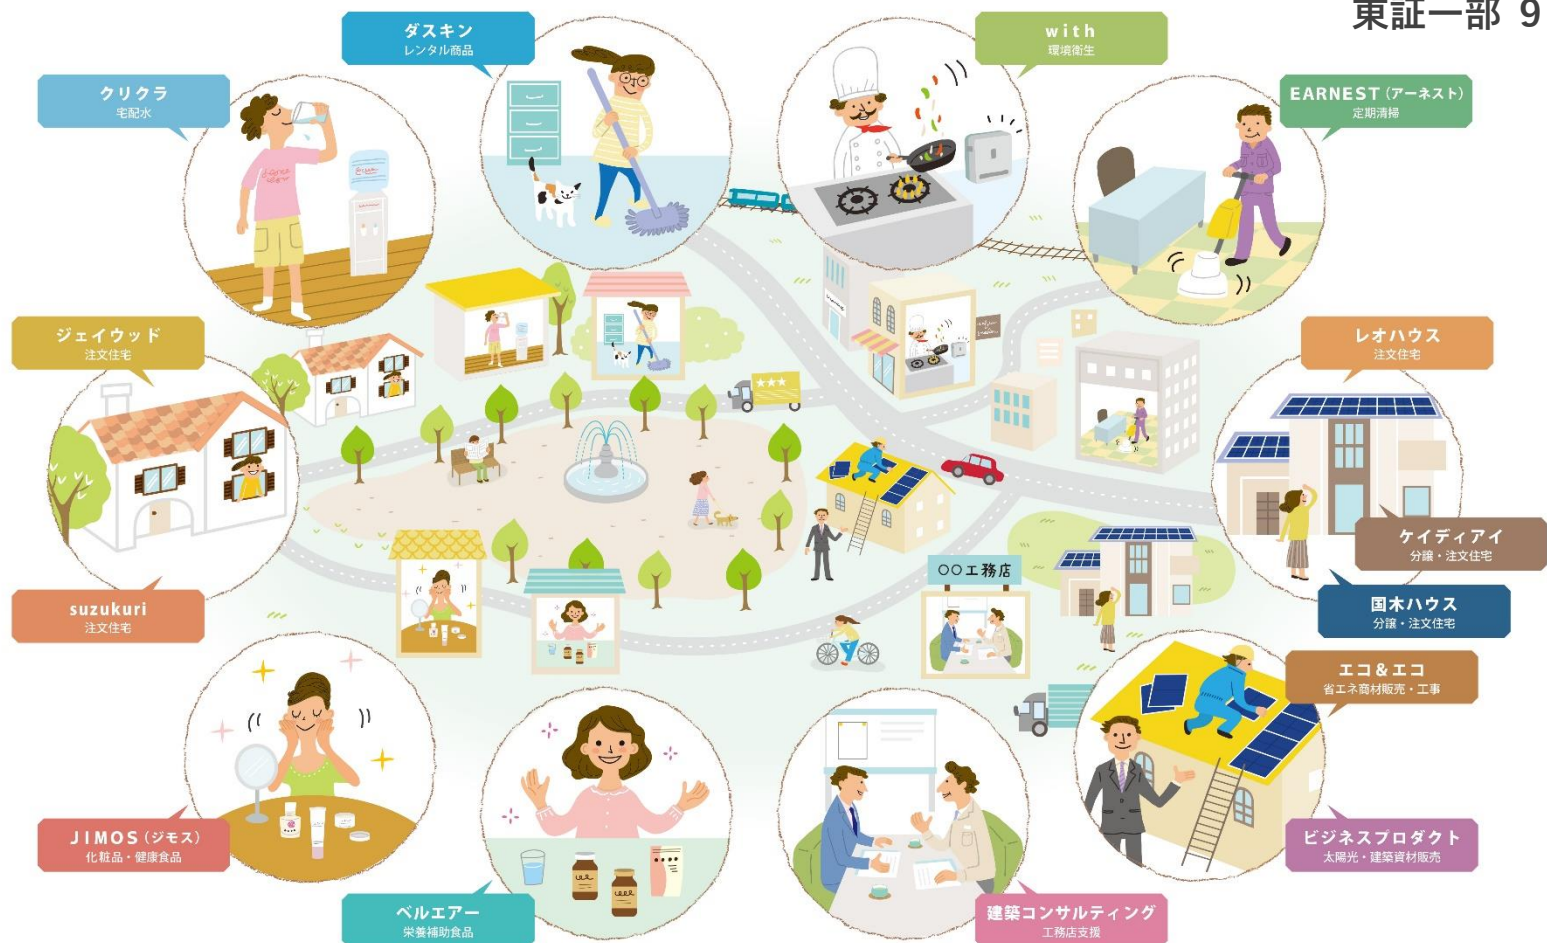 東証一部 9
ダスキン
レンタル商品
with
環境衛生
クリクラ
宅配水
EARNEST（アーネスト）
定期清掃
ジェイウッド
注文住宅
レオハウス
注文住宅
ケイディアイ
分譲・注文住宅
〇〇工務店
suzukuri
注文住宅
国木ハウス
分譲・注文住宅
エコ＆エコ
省エネ商材販売・工事
JIMOS（ジモス）
化粧品・健康食品
ビジネスプロダクト
太陽光・建築資材販売
ベルエアー
栄養補助食品
建築コンサルティング
工務店支援